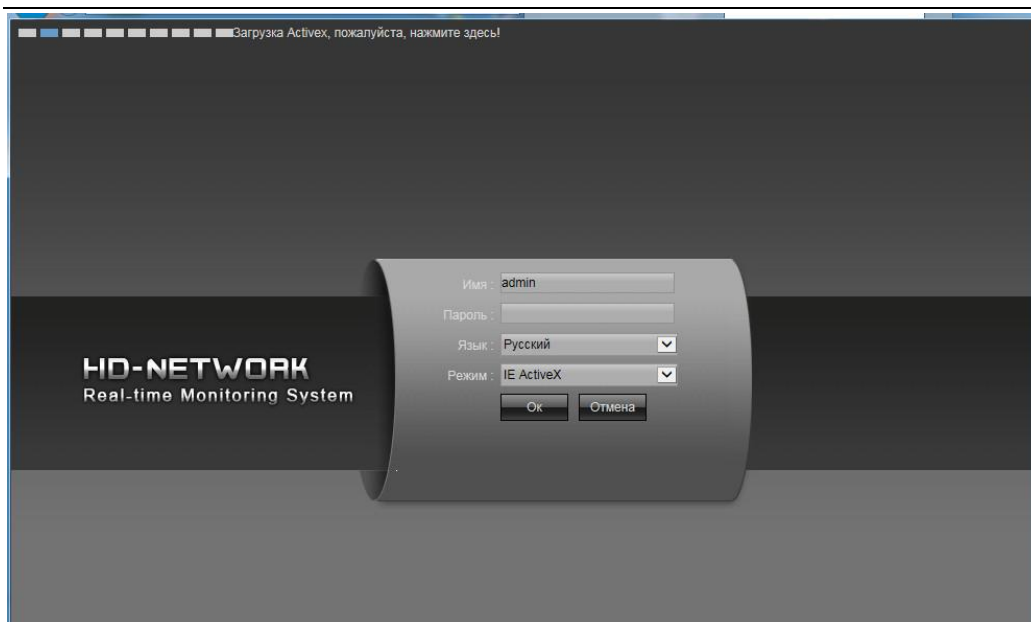 Загрузка Activex, пожалуйста, нажмите здесь!
Имя : admin
Пароль :
Язык : Русский
Режим : IE ActiveX
Ок Отмена
HD-NETWORK
Real-time Monitoring System